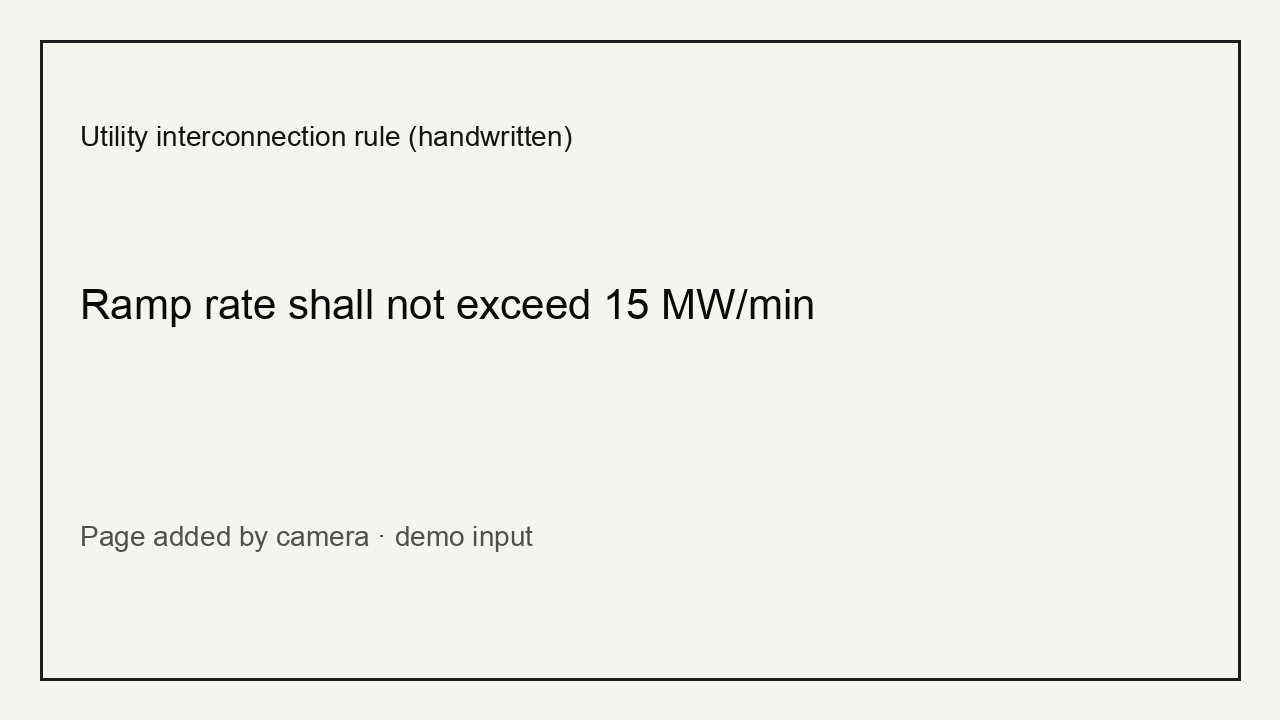 Utility interconnection rule (handwritten)
Ramp rate shall not exceed 15 MW/min
Page added by camera · demo input